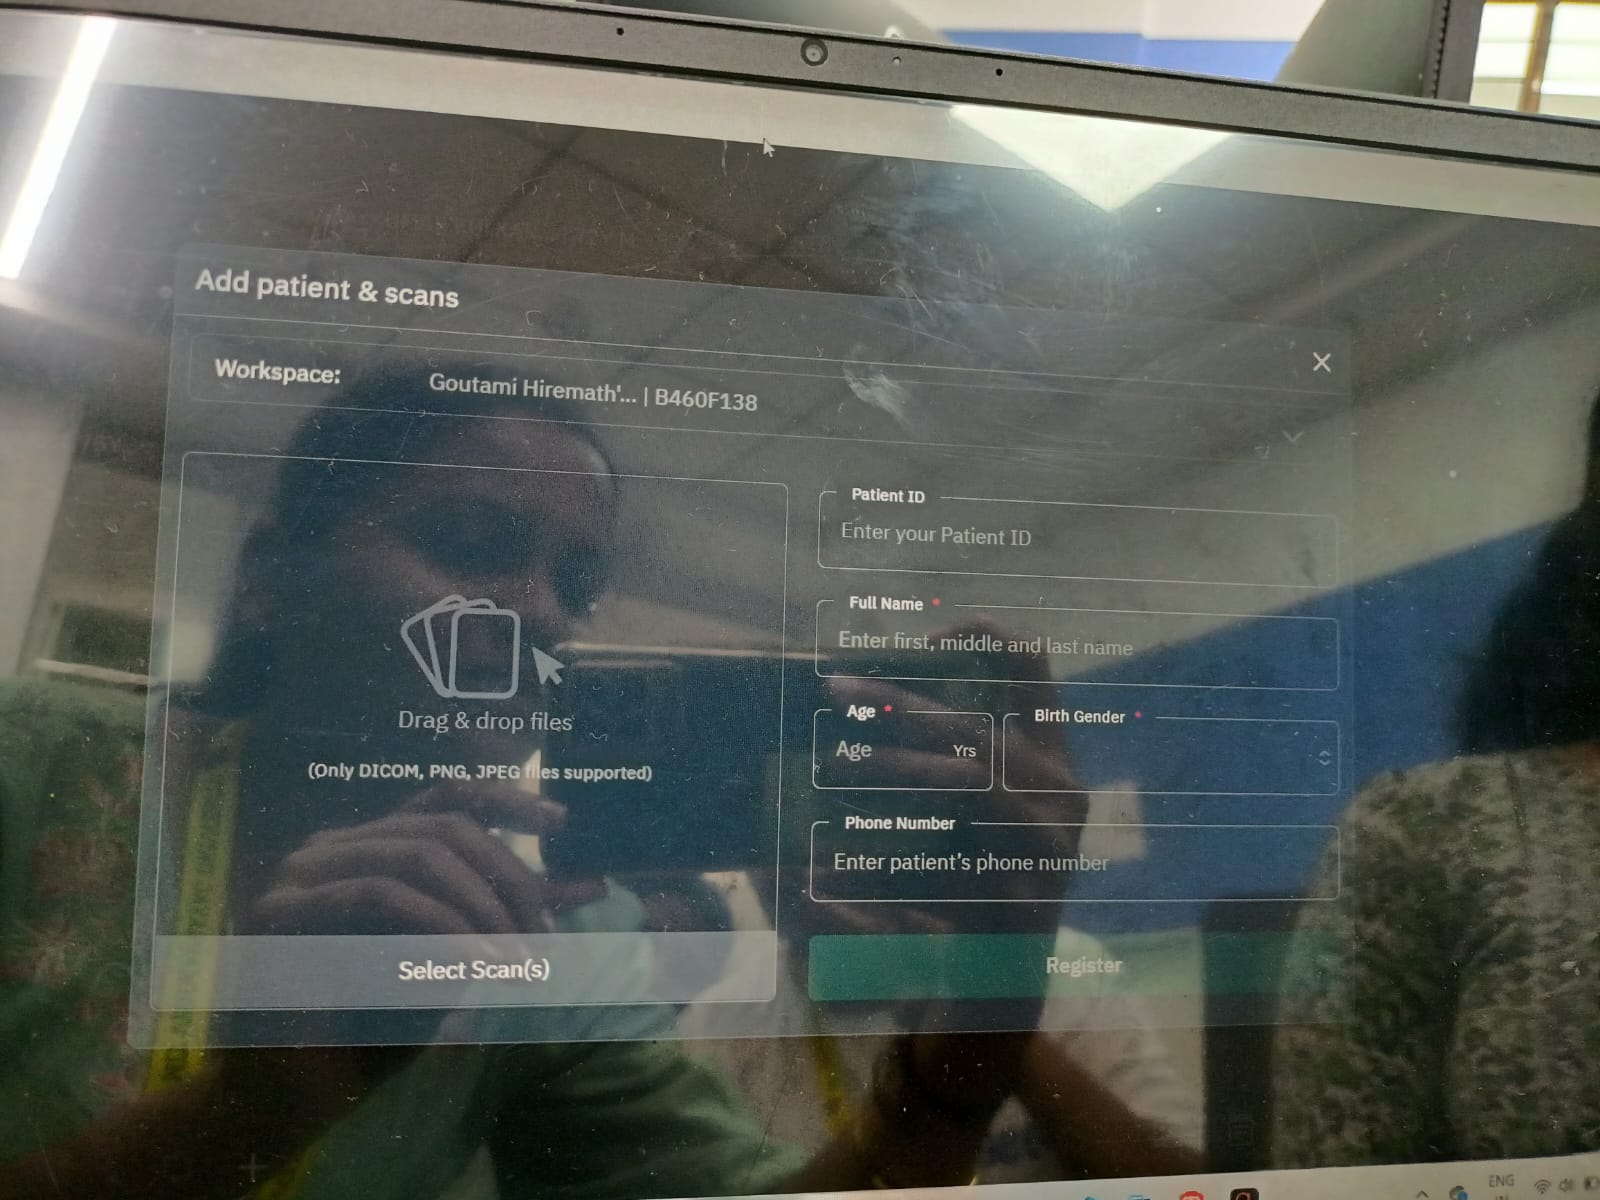 Add patient & scans
Workspace: Goutami Hiremath'... | B460F138
Drag & drop files
(Only DICOM, PNG, JPEG files supported)
Select Scan(s)
Patient ID
Enter your Patient ID
Full Name *
Enter first, middle and last name
Age *
Age Yrs
Birth Gender *
Phone Number
Enter patient's phone number
Register
ENG